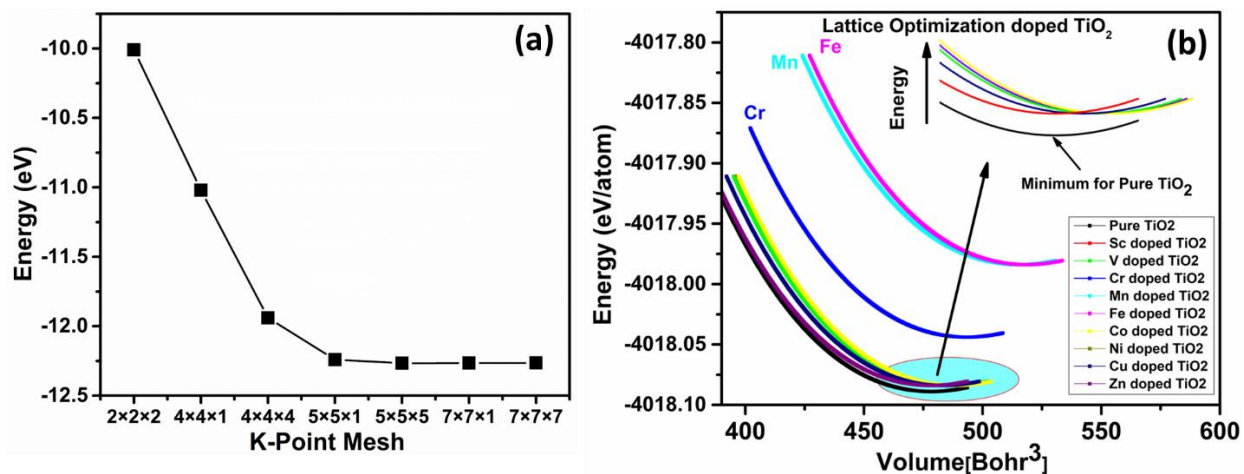 (a)
Energy (eV)
-10.0
-10.5
-11.0
-11.5
-12.0
-12.5
2×2×2 4×4×1 4×4×4 5×5×1 5×5×5 7×7×1 7×7×7
K-Point Mesh
(b)
Lattice Optimization doped TiO2
Energy (eV/atom)
-4017.80
-4017.85
-4017.90
-4017.95
-4018.00
-4018.05
-4018.10
Fe
Mn
Cr
Energy
Minimum for Pure TiO2
Pure TiO2
Sc doped TiO2
V doped TiO2
Cr doped TiO2
Mn doped TiO2
Fe doped TiO2
Co doped TiO2
Ni doped TiO2
Cu doped TiO2
Zn doped TiO2
400 450 500 550 600
Volume[Bohr3]